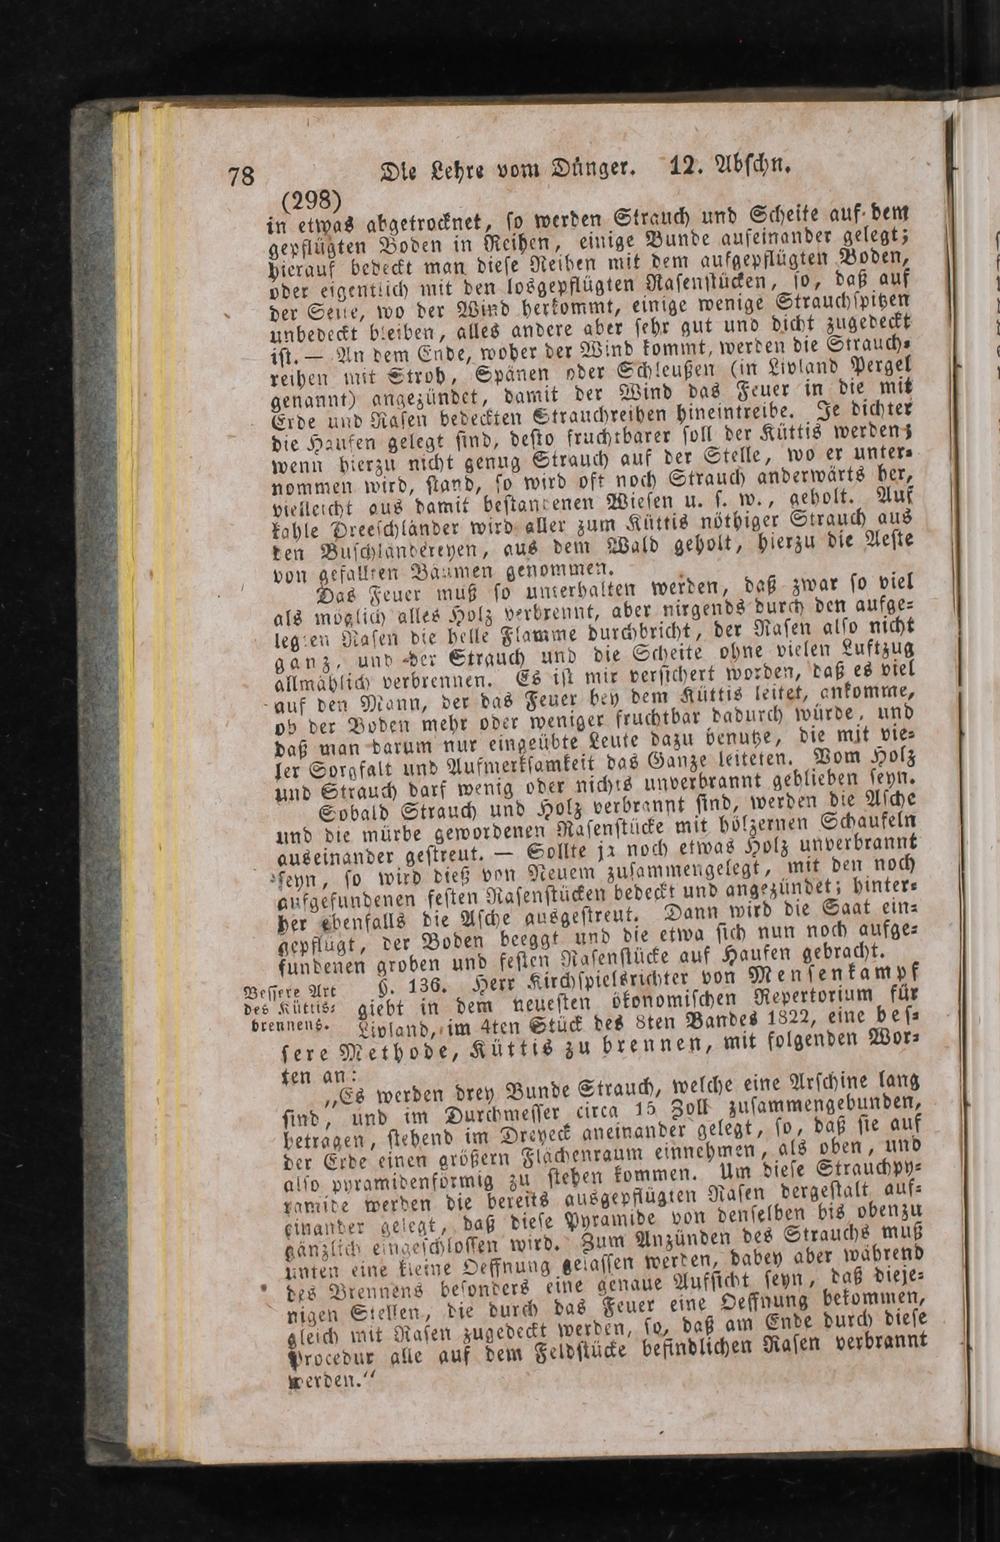 78 Die Lehre vom Dünger. 12. Abſchn.
(298)
in etwas abgetrocknet, ſo werden Strauch und Scheite auf dem
gepflügten Boden in Reihen, einige Bunde aufeinander gelegt;
hierauf bedeckt man dieſe Reihen mit dem aufgepflügten Boden,
oder eigentlich mit den losgepflügten Raſenſtücken, ſo, daß auf
der Seite, wo der Wind herkommt, einige wenige Strauchſpitzen
unbedeckt bleiben, alles andere aber ſehr gut und dicht zugedeckt
iſt. — An dem Ende, woher der Wind kommt, werden die Strauch-
reihen mit Stroh, Spänen oder Schleußen (in Livland Pergel
genannt) angezündet, damit der Wind das Feuer in die mit
Erde und Raſen bedeckten Strauchreihen hineintreibe. Je dichter
die Haufen gelegt ſind, deſto fruchtbarer ſoll der Küttis werden;
wenn hierzu nicht genug Strauch auf der Stelle, wo er unter-
nommen wird, ſtand, ſo wird oft noch Strauch anderwärts her,
vielleicht aus damit beſtandenen Wieſen u. ſ. w., geholt. Auf
kahle Dreeſchländer wird aller zum Küttis nöthiger Strauch aus
den Buſchländereyen, aus dem Wald geholt, hierzu die Aeſte
von gefällten Bäumen genommen.
Das Feuer muß ſo unterhalten werden, daß zwar ſo viel
als möglich alles Holz verbrennt, aber nirgends durch den aufge-
legten Raſen die helle Flamme durchbricht, der Raſen alſo nicht
ganz, und der Strauch und die Scheite ohne vielen Luftzug
allmählich verbrennen. Es iſt mir verſichert worden, daß es viel
auf den Mann, der das Feuer bey dem Küttis leitet, ankomme,
ob der Boden mehr oder weniger fruchtbar dadurch würde, und
daß man darum nur eingeübte Leute dazu benutze, die mit vie-
ler Sorgfalt und Aufmerkſamkeit das Ganze leiteten. Vom Holz
und Strauch darf wenig oder nichts unverbrannt geblieben ſeyn.
Sobald Strauch und Holz verbrannt ſind, werden die Aſche
und die mürbe gewordenen Raſenſtücke mit hölzernen Schaufeln
auseinander geſtreut. — Sollte ja noch etwas Holz unverbrannt
ſeyn, ſo wird dieß von Neuem zuſammengelegt, mit den noch
aufgefundenen feſten Raſenſtücken bedeckt und angezündet; hinter-
her ebenfalls die Aſche ausgeſtreut. Dann wird die Saat ein-
gepflügt, der Boden beeggt und die etwa ſich nun noch aufge-
fundenen groben und feſten Raſenſtücke auf Haufen gebracht.
Beſſere Art
des Küttis-
brennens.
§. 136. Herr Kirchſpielsrichter von Menſenkampf
giebt in dem neueſten ökonomiſchen Repertorium für
Livland, im 4ten Stück des 8ten Bandes 1822, eine beſ-
ſere Methode, Küttis zu brennen, mit folgenden Wor-
ten an:
„Es werden drey Bunde Strauch, welche eine Arſchine lang
ſind, und im Durchmeſſer circa 15 Zoll zuſammengebunden,
betragen, ſtehend im Dreyeck aneinander gelegt, ſo, daß ſie auf
der Erde einen größern Flächenraum einnehmen, als oben, und
alſo pyramidenförmig zu ſtehen kommen. Um dieſe Strauchpy-
ramide werden die bereits ausgepflügten Raſen dergeſtalt auf-
einander gelegt, daß dieſe Pyramide von denſelben bis obenzu
gänzlich eingeſchloſſen wird. Zum Anzünden des Strauchs muß
unten eine kleine Oeffnung gelaſſen werden, dabey aber während
des Brennens beſonders eine genaue Aufſicht ſeyn, daß dieje-
nigen Stellen, die durch das Feuer eine Oeffnung bekommen,
gleich mit Raſen zugedeckt werden, ſo, daß am Ende durch dieſe
Procedur alle auf dem Feldſtücke befindlichen Raſen verbrannt
werden.“